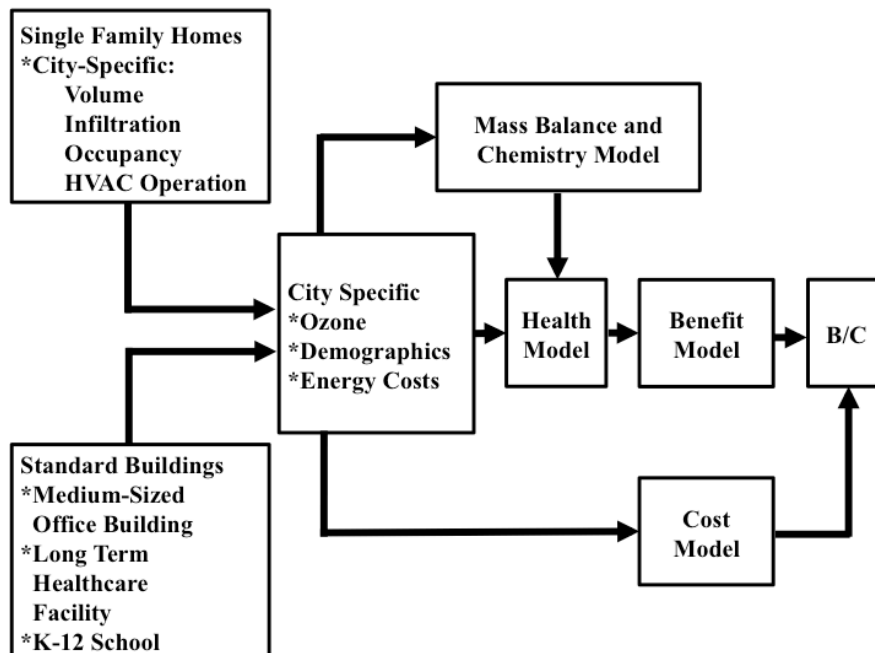 Single Family Homes
*City-Specific:
Volume
Infiltration
Occupancy
HVAC Operation
Mass Balance and
Chemistry Model
City Specific
*Ozone
*Demographics
*Energy Costs
Health
Model
Benefit
Model
B/C
Standard Buildings
*Medium-Sized
Office Building
*Long Term
Healthcare
Facility
*K-12 School
Cost
Model